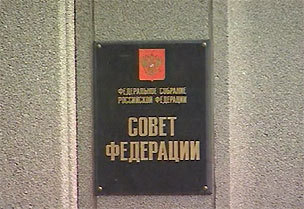 ФЕДЕРАЛЬНОЕ СОБРАНИЕ
РОССИЙСКОЙ ФЕДЕРАЦИИ
СОВЕТ
ФЕДЕРАЦИИ